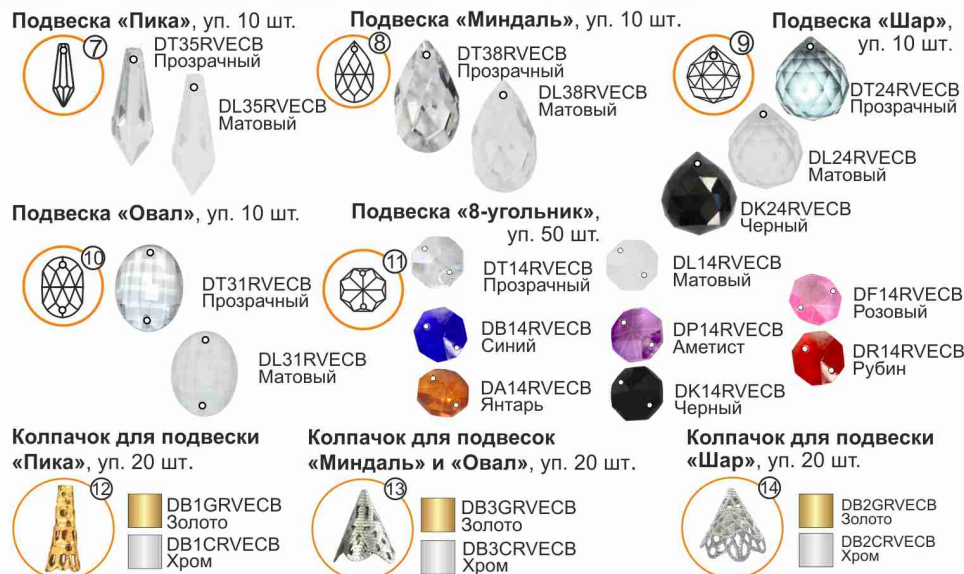 Подвеска «Пика», уп. 10 шт.
7
DT35RVECB
Прозрачный
DL35RVECB
Матовый
Подвеска «Миндаль», уп. 10 шт.
8
DT38RVECB
Прозрачный
DL38RVECB
Матовый
Подвеска «Шар»,
уп. 10 шт.
9
DT24RVECB
Прозрачный
DL24RVECB
Матовый
DK24RVECB
Черный
Подвеска «Овал», уп. 10 шт.
10
DT31RVECB
Прозрачный
DL31RVECB
Матовый
Подвеска «8-угольник»,
уп. 50 шт.
11
DT14RVECB
Прозрачный
DL14RVECB
Матовый
DF14RVECB
Розовый
DB14RVECB
Синий
DP14RVECB
Аметист
DR14RVECB
Рубин
DA14RVECB
Янтарь
DK14RVECB
Черный
Колпачок для подвески
«Пика», уп. 20 шт.
12
DB1GRVECB
Золото
DB1CRVECB
Хром
Колпачок для подвесок
«Миндаль» и «Овал», уп. 20 шт.
13
DB3GRVECB
Золото
DB3CRVECB
Хром
Колпачок для подвески
«Шар», уп. 20 шт.
14
DB2GRVECB
Золото
DB2CRVECB
Хром